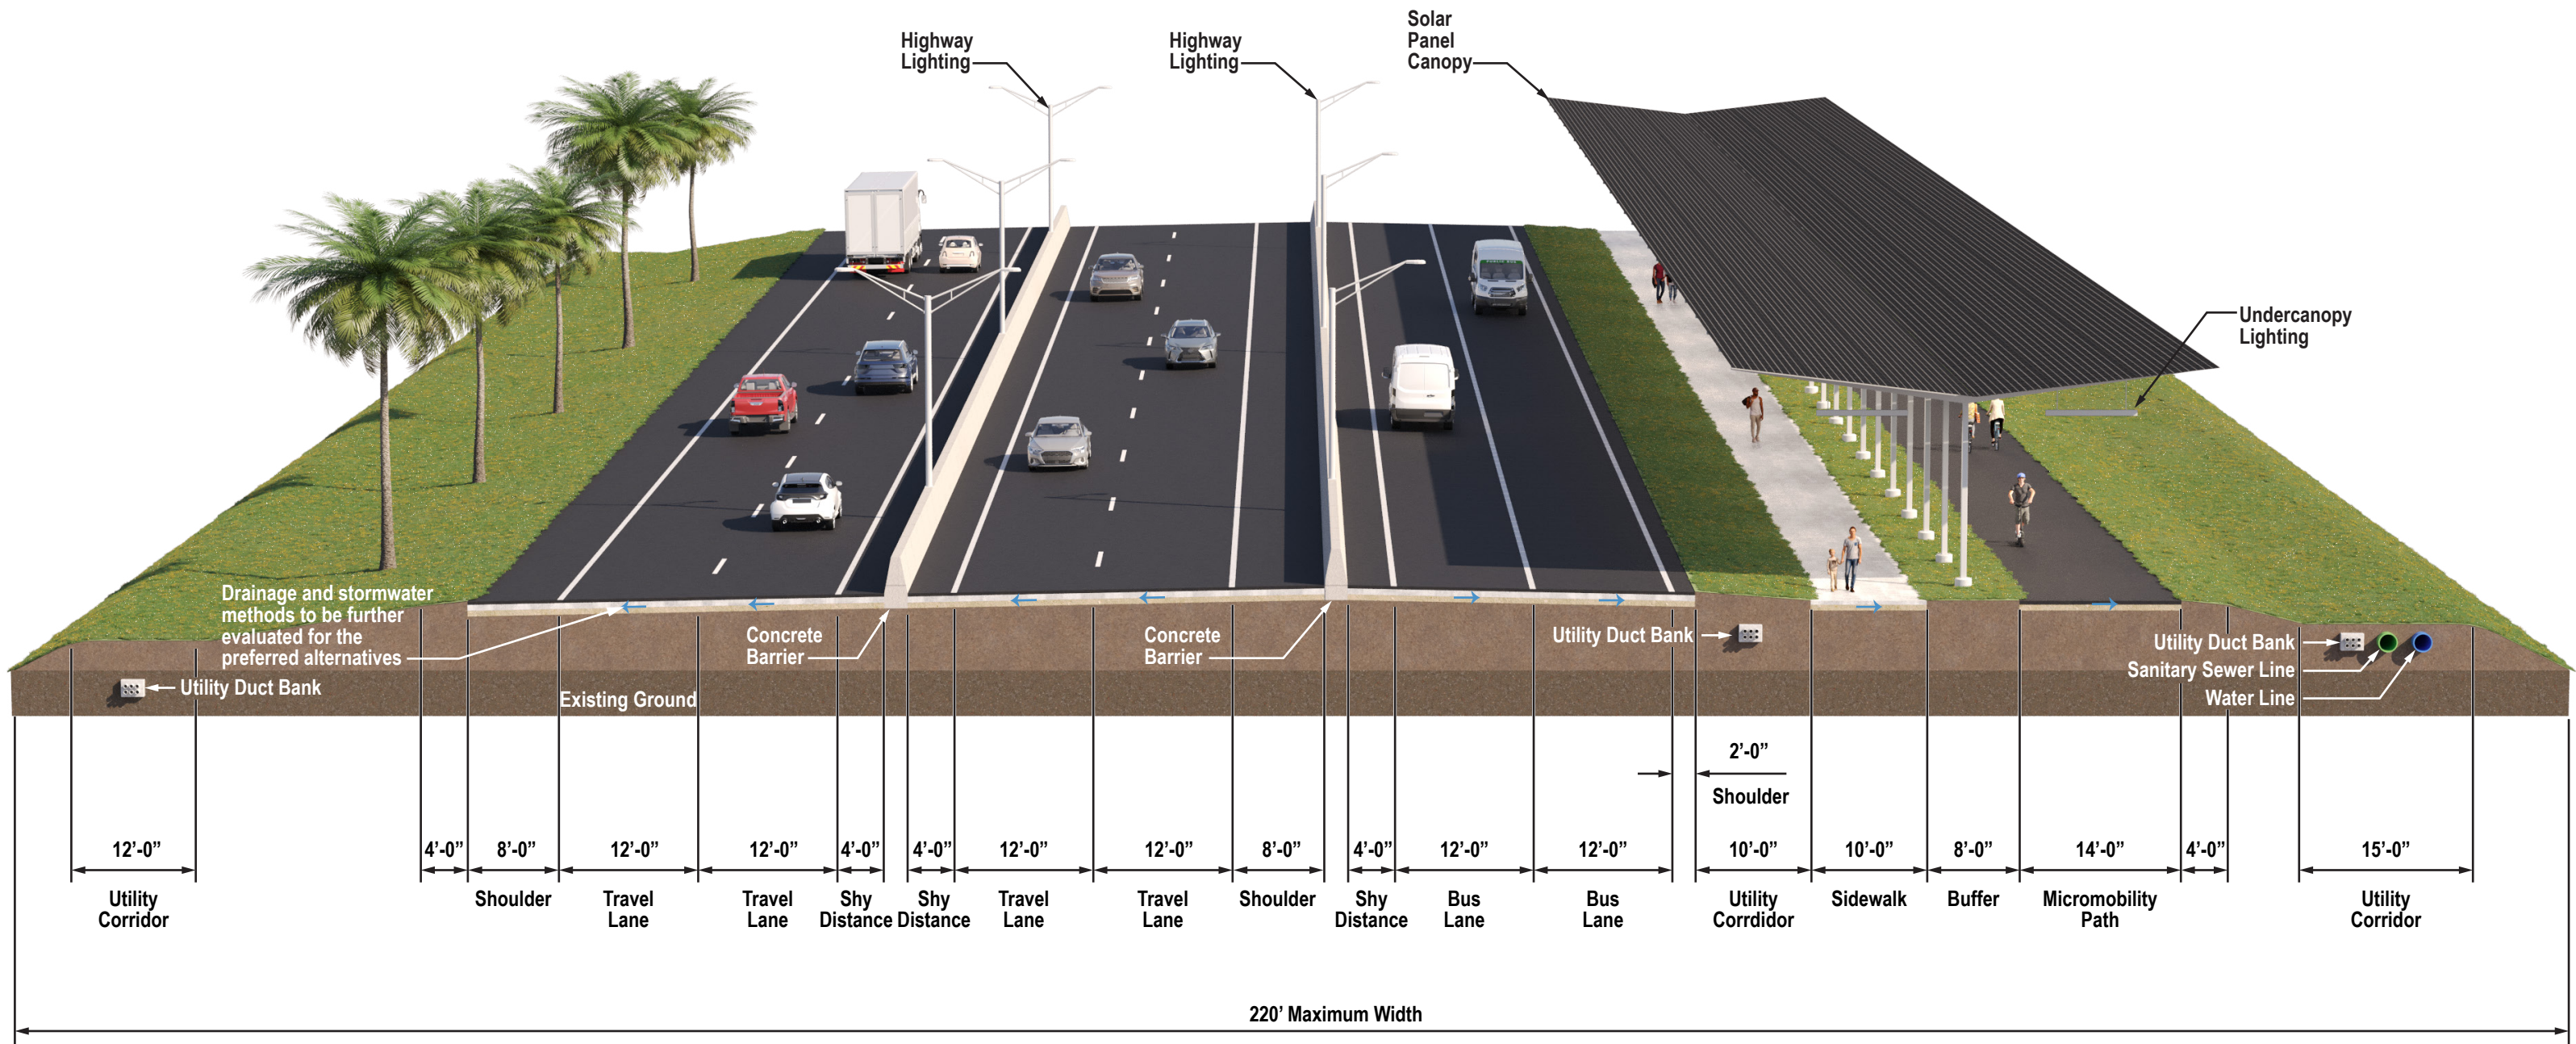 Solar
Panel
Canopy
Highway
Lighting
Highway
Lighting
Undercanopy
Lighting
Drainage and stormwater
methods to be further
evaluated for the
preferred alternatives
Concrete
Barrier
Concrete
Barrier
Utility Duct Bank
Utility Duct Bank
Sanitary Sewer Line
Water Line
Utility Duct Bank
Existing Ground
2’-0”
Shoulder
12’-0”
4’-0”
8’-0”
12’-0”
12’-0”
4’-0”
4’-0”
12’-0”
12’-0”
8’-0”
4’-0”
12’-0”
12’-0”
10’-0”
10’-0”
8’-0”
14’-0”
4’-0”
15’-0”
Utility
Corridor
Shoulder
Travel
Lane
Travel
Lane
Shy
Distance
Shy
Distance
Travel
Lane
Travel
Lane
Shoulder
Shy
Distance
Bus
Lane
Bus
Lane
Utility
Corrdidor
Sidewalk
Buffer
Micromobility
Path
Utility
Corridor
220’ Maximum Width